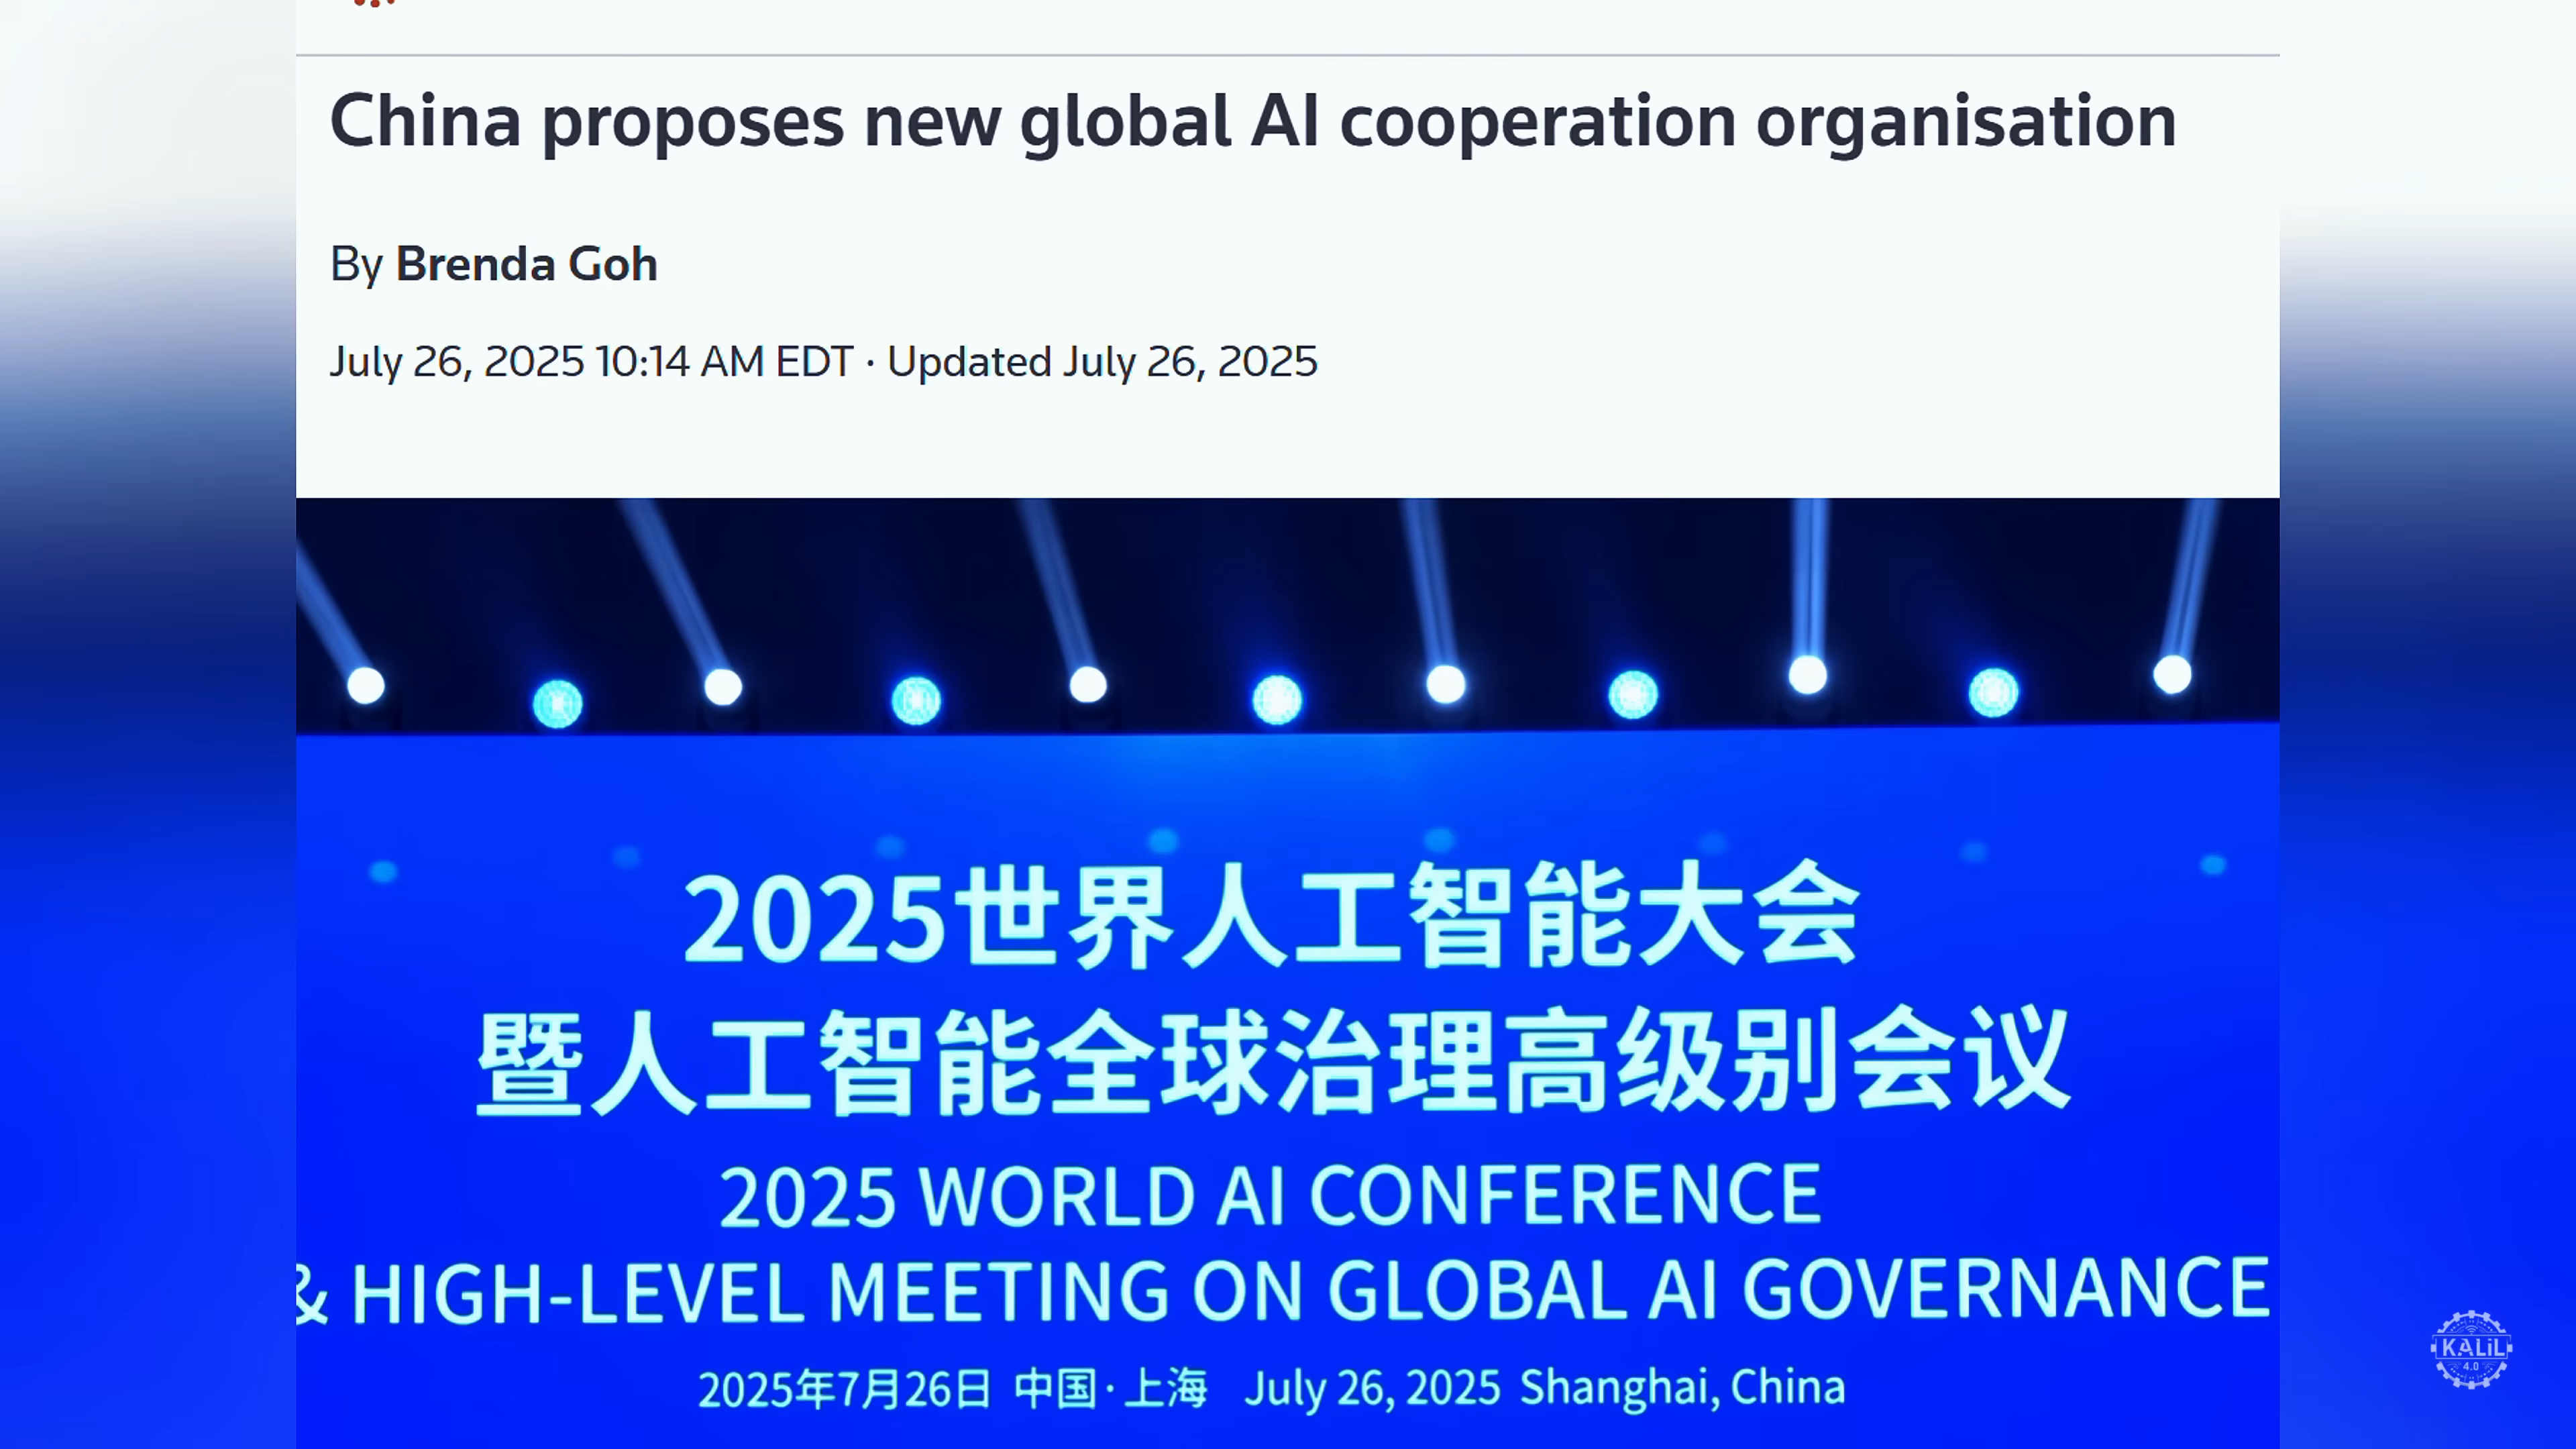 China proposes new global AI cooperation organisation
By Brenda Goh
July 26, 2025 10:14 AM EDT · Updated July 26, 2025
2025世界人工智能大会
暨人工智能全球治理高级别会议
2025 WORLD AI CONFERENCE
& HIGH-LEVEL MEETING ON GLOBAL AI GOVERNANCE
2025年7月26日 中国·上海 July 26, 2025 Shanghai, China
KALiL
4.0